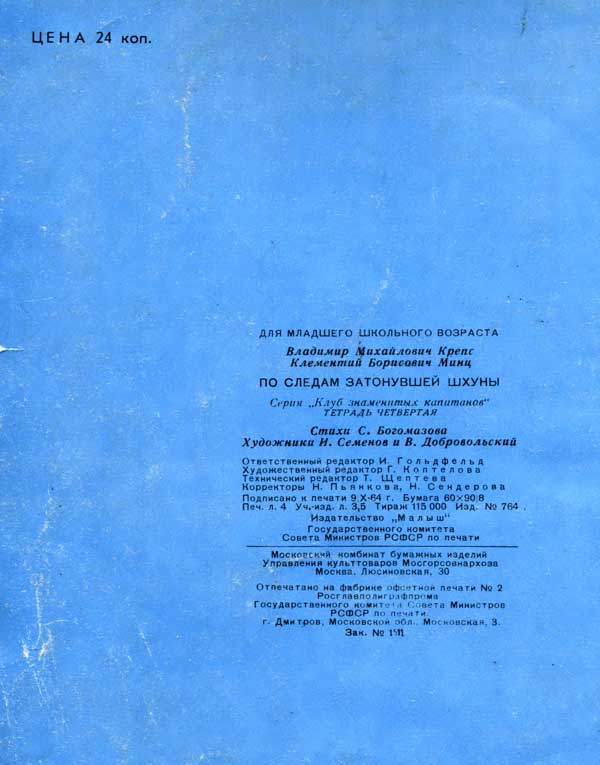 ЦЕНА 24 коп.
ДЛЯ МЛАДШЕГО ШКОЛЬНОГО ВОЗРАСТА
Владимир Михайлович Крепс
Клементий Борисович Минц
ПО СЛЕДАМ ЗАТОНУВШЕЙ ШХУНЫ
Серия „Клуб знаменитых капитанов"
ТЕТРАДЬ ЧЕТВЕРТАЯ
Стихи С. Богомазова
Художники И. Семенов и В. Добровольский
Ответственный редактор И. Гольдфельд
Художественный редактор Г. Коптелова
Технический редактор Т. Щептева
Корректоры Н. Пьянкова, Н. Сендерова
Подписано к печати 9/X-64 г. Бумага 60×90/8
Печ. л. 4 Уч.-изд. л. 3,5 Тираж 115 000 Изд. № 764.
Издательство „Малыш"
Государственного комитета
Совета Министров РСФСР по печати
Московский комбинат бумажных изделий
Управления культтоваров Мосгорсовнархоза
Москва, Люсиновская, 30
Отпечатано на фабрике офсетной печати № 2
Росглавполиграфпрома
Государственного комитета Совета Министров
РСФСР по печати.
г. Дмитров, Московской обл., Московская, 3.
Зак. № 1511